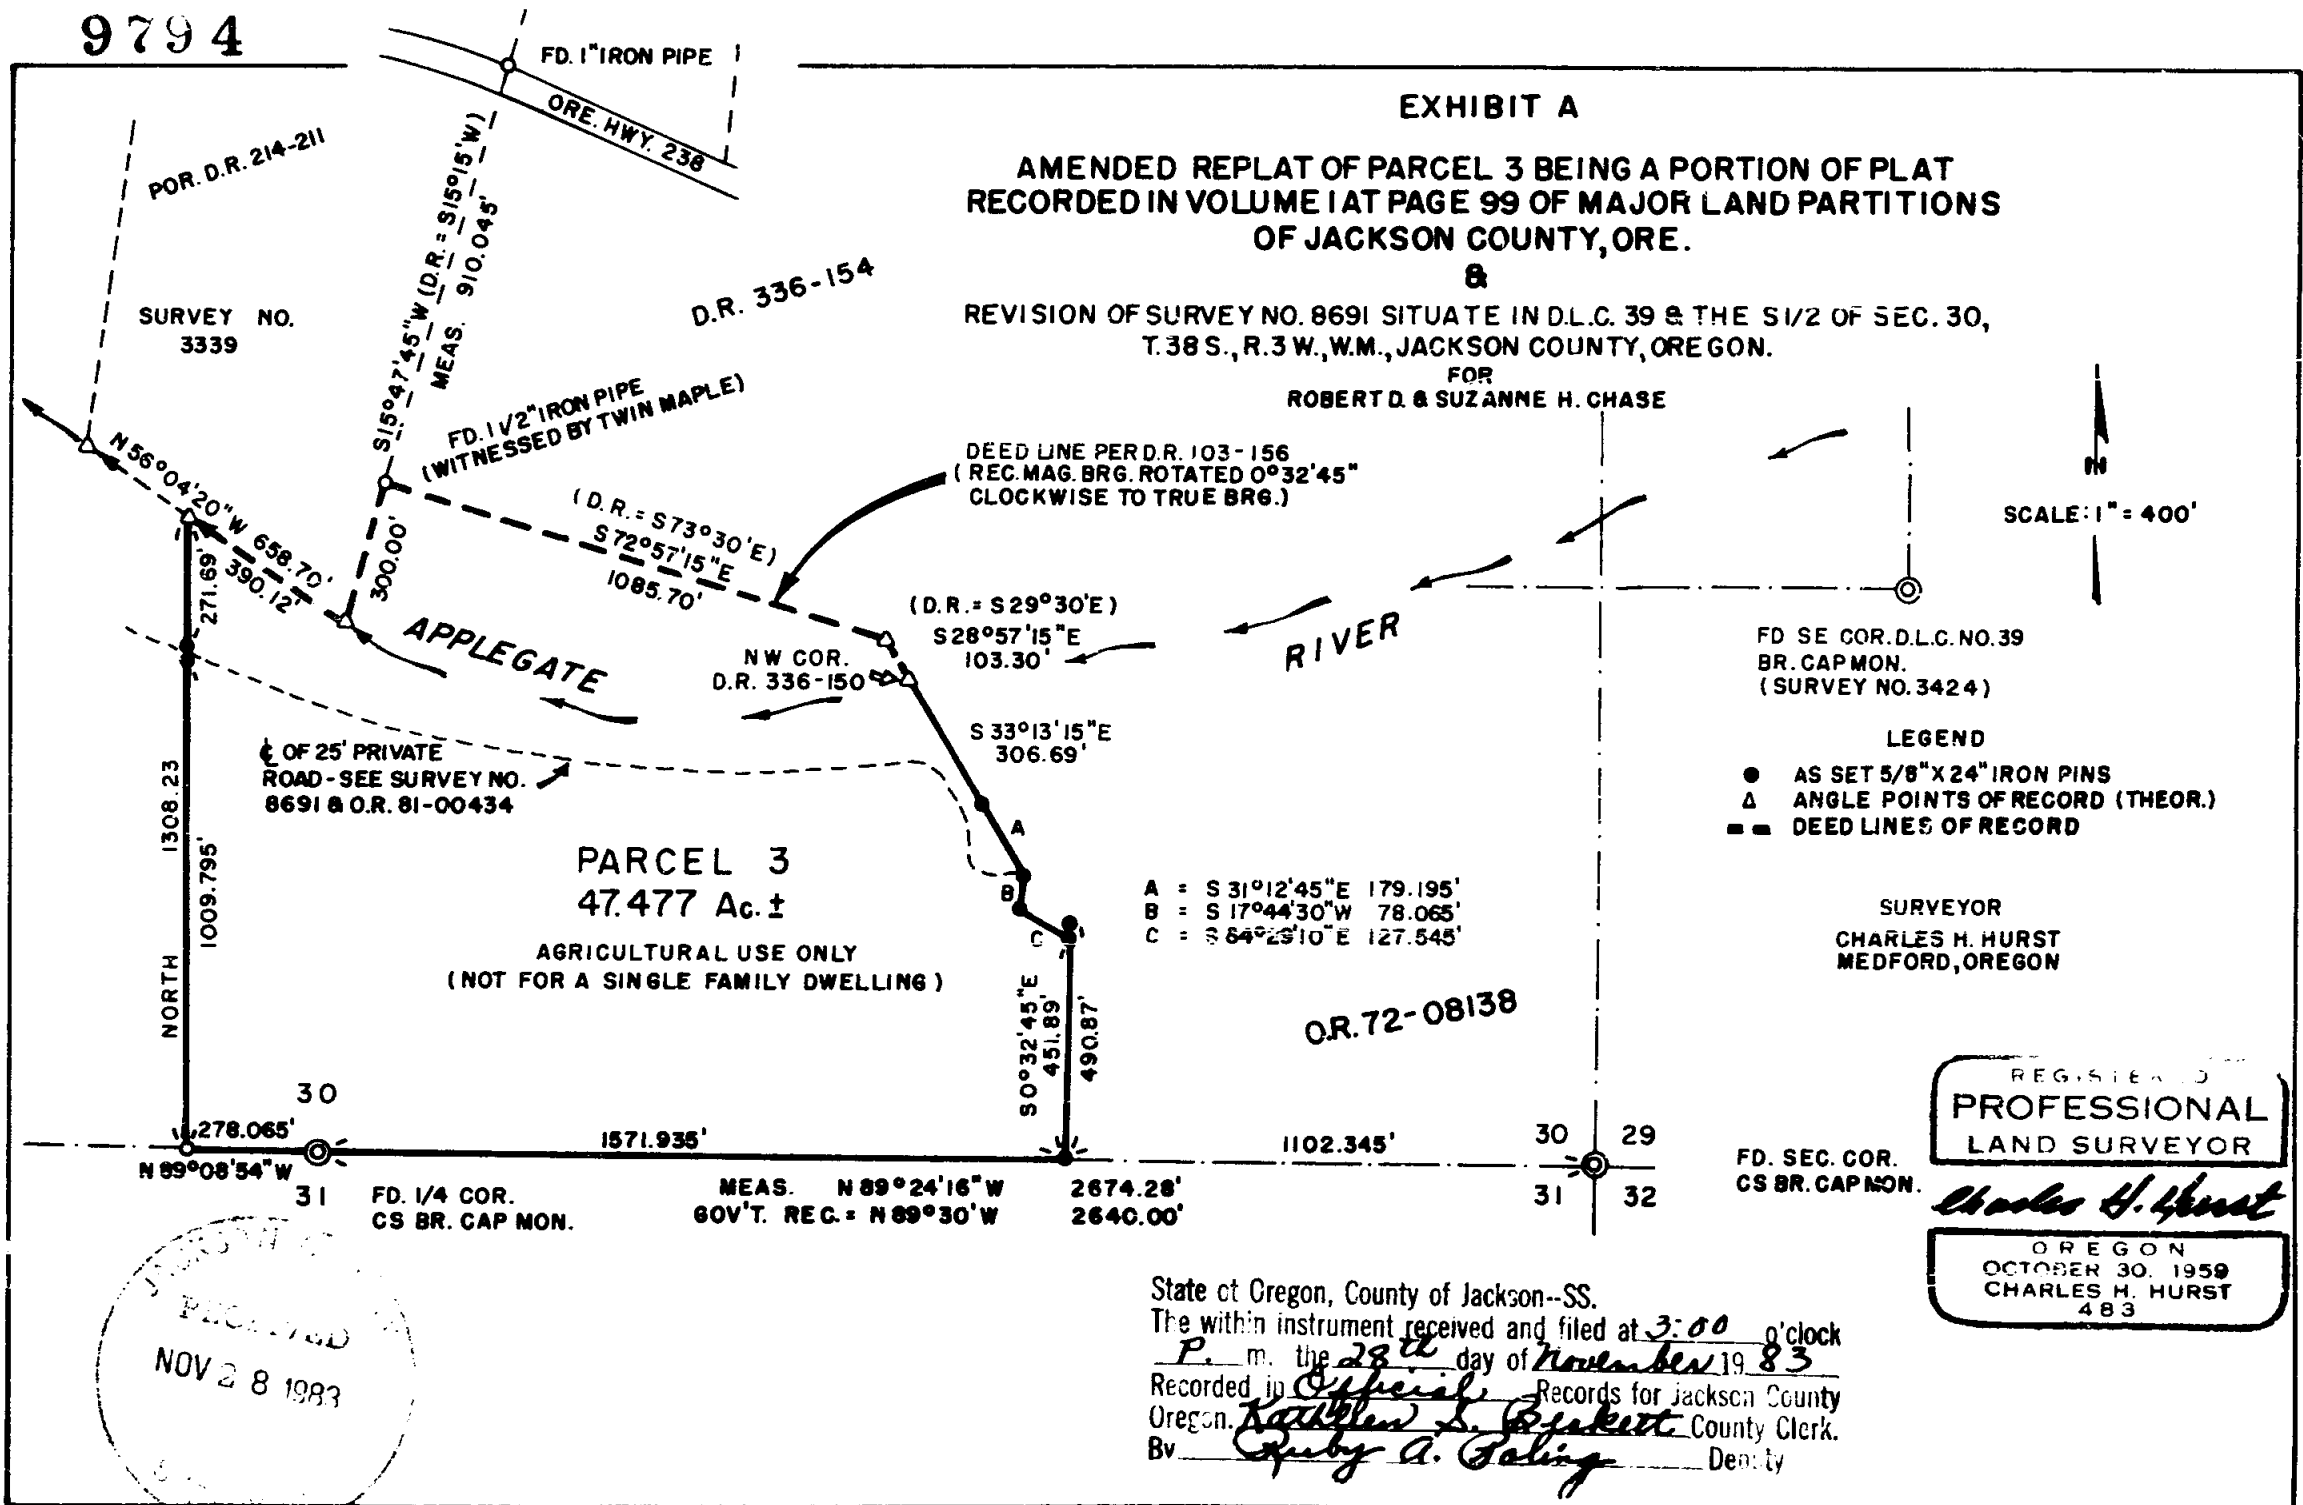 9794
FD. 1" IRON PIPE
ORE. HWY. 238
POR. D.R. 214-211
SURVEY NO.
3339
S15°47'45"W (D.R. = S15°15'W)
MEAS. 910.045'
D.R. 336-154
EXHIBIT A
AMENDED REPLAT OF PARCEL 3 BEING A PORTION OF PLAT
RECORDED IN VOLUME 1 AT PAGE 99 OF MAJOR LAND PARTITIONS
OF JACKSON COUNTY, ORE.
&
REVISION OF SURVEY NO. 8691 SITUATE IN D.L.C. 39 & THE S1/2 OF SEC. 30,
T. 38 S., R. 3 W., W.M., JACKSON COUNTY, OREGON.
FOR
ROBERT D. & SUZANNE H. CHASE
FD. 1 1/2" IRON PIPE
(WITNESSED BY TWIN MAPLE)
DEED LINE PER D.R. 103-156
(REC. MAG. BRG. ROTATED 0°32'45"
CLOCKWISE TO TRUE BRG.)
N
SCALE: 1" = 400'
N 56°04'20"W 658.70'
390.12'
271.69'
300.00'
(D.R. = S73°30'E)
S 72°57'15"E
1085.70'
(D.R. = S29°30'E)
S28°57'15"E
103.30'
APPLEGATE
RIVER
NW COR.
D.R. 336-150
S 33°13'15"E
306.69'
FD SE COR. D.L.C. NO. 39
BR. CAP MON.
(SURVEY NO. 3424)
LEGEND
● AS SET 5/8" X 24" IRON PINS
△ ANGLE POINTS OF RECORD (THEOR.)
DEED LINES OF RECORD
℄ OF 25' PRIVATE
ROAD - SEE SURVEY NO.
8691 & O.R. 81-00434
NORTH 1308.23
1009.795'
PARCEL 3
47.477 Ac. ±
AGRICULTURAL USE ONLY
(NOT FOR A SINGLE FAMILY DWELLING)
A
B
C
A = S 31°12'45"E 179.195'
B = S 17°44'30"W 78.065'
C = S 64°29'10"E 127.545'
SURVEYOR
CHARLES H. HURST
MEDFORD, OREGON
S0°32'45"E
451.89'
490.87'
O.R. 72-08138
30
278.065'
1571.935'
1102.345'
30 29
31 32
N 89°08'54"W
31
FD. 1/4 COR.
CS BR. CAP MON.
MEAS. N 89°24'16"W 2674.28'
GOV'T. REC. = N 89°30'W 2640.00'
FD. SEC. COR.
CS BR. CAP MON.
REGISTERED
PROFESSIONAL
LAND SURVEYOR
Charles H. Hurst
OREGON
OCTOBER 30, 1959
CHARLES H. HURST
483
RECEIVED
NOV 28 1983
State of Oregon, County of Jackson--SS.
The within instrument received and filed at 3:00 o'clock
P. m. the 28th day of November 19 83
Recorded in Official Records for Jackson County
Oregon. Kathleen S. Beckett County Clerk.
By Ruby A. Poling Deputy